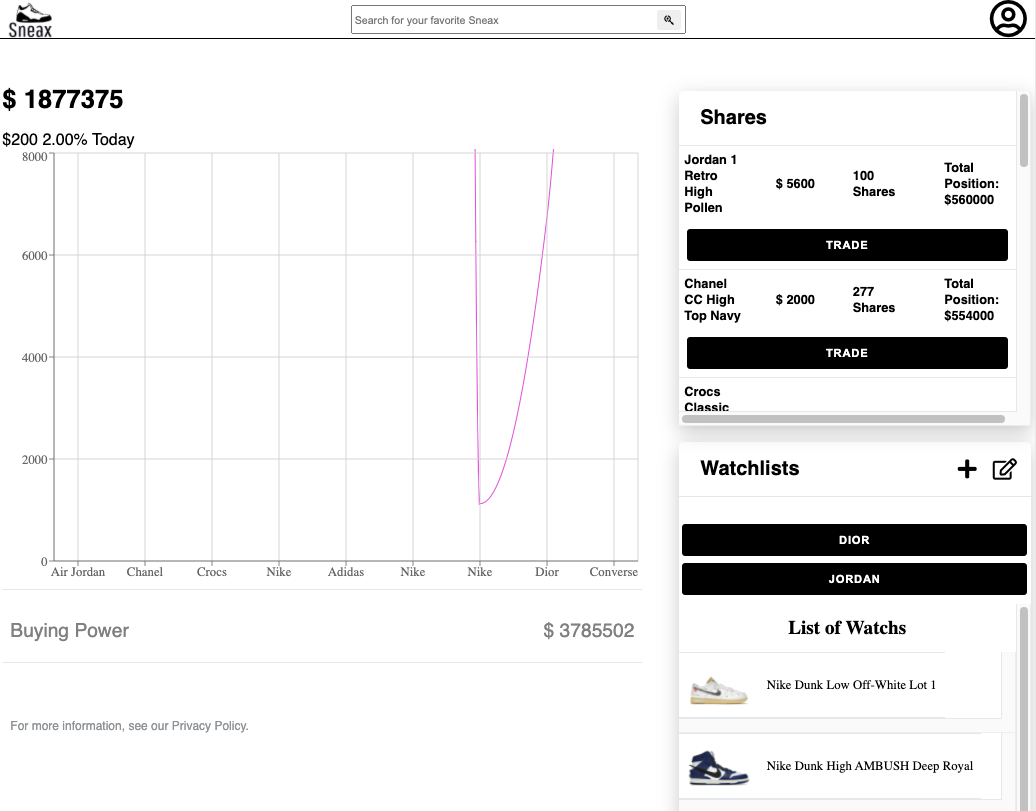 Sneax
Search for your favorite Sneax
$ 1877375
$200 2.00% Today
8000
6000
4000
2000
0
Air Jordan Chanel Crocs Nike Adidas Nike Nike Dior Converse
Buying Power $ 3785502
For more information, see our Privacy Policy.
Shares
Jordan 1
Retro
High
Pollen
$ 5600
100
Shares
Total
Position:
$560000
TRADE
Chanel
CC High
Top Navy
$ 2000
277
Shares
Total
Position:
$554000
TRADE
Crocs
Classic
Watchlists
DIOR
JORDAN
List of Watchs
Nike Dunk Low Off-White Lot 1
Nike Dunk High AMBUSH Deep Royal